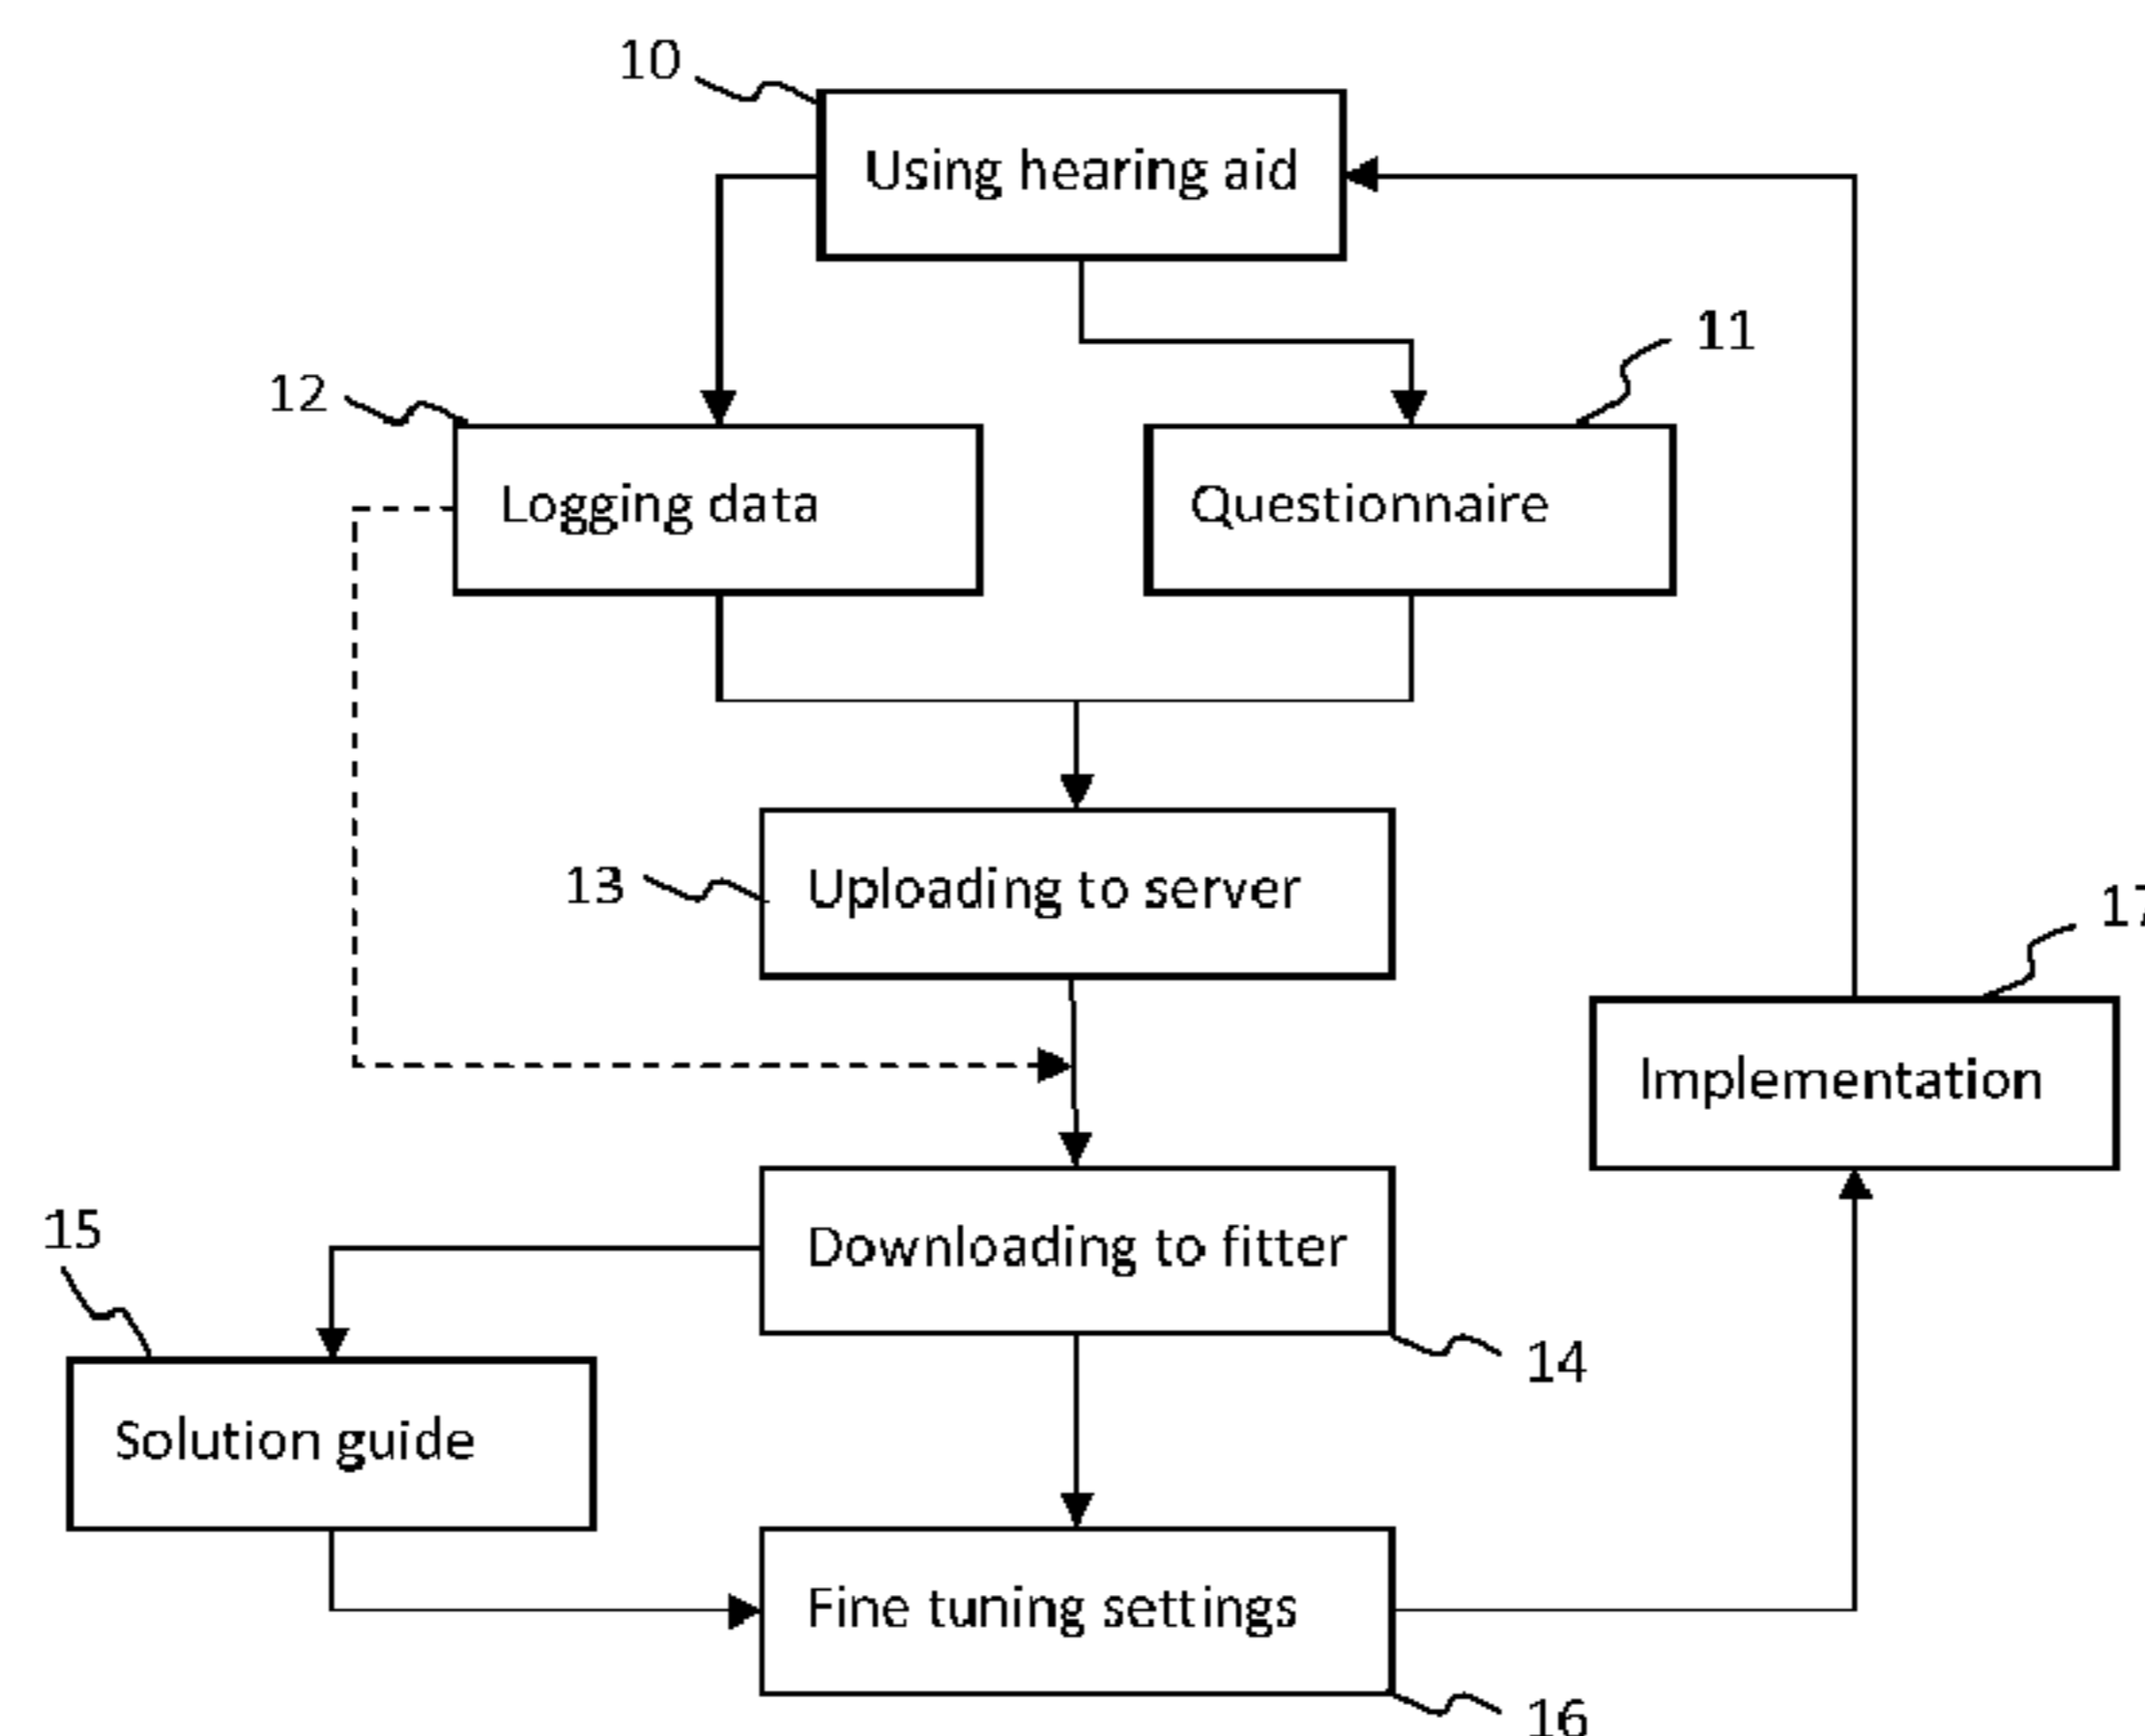 10
Using hearing aid
11
12
Logging data
Questionnaire
13
Uploading to server
17
Implementation
15
Downloading to fitter
14
Solution guide
Fine tuning settings
16